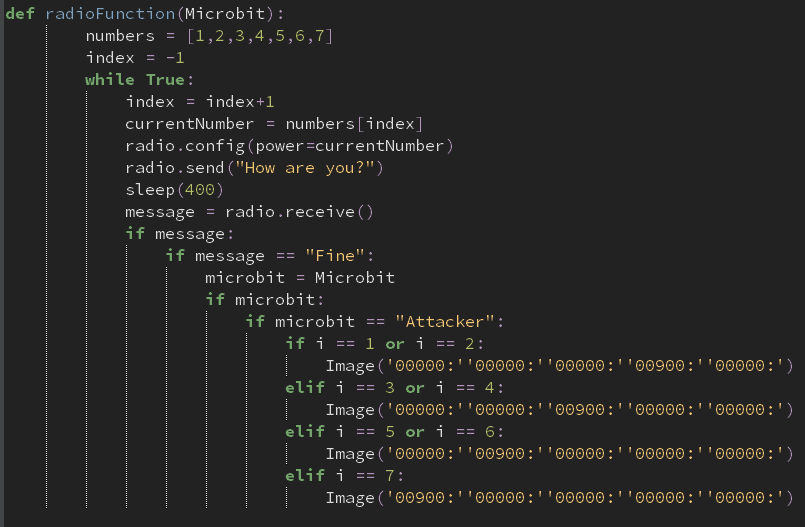 def radioFunction(Microbit):
numbers = [1,2,3,4,5,6,7]
index = -1
while True:
index = index+1
currentNumber = numbers[index]
radio.config(power=currentNumber)
radio.send("How are you?")
sleep(400)
message = radio.receive()
if message:
if message == "Fine":
microbit = Microbit
if microbit:
if microbit == "Attacker":
if i == 1 or i == 2:
Image('00000:''00000:''00000:''00900:''00000:')
elif i == 3 or i == 4:
Image('00000:''00000:''00900:''00000:''00000:')
elif i == 5 or i == 6:
Image('00000:''00900:''00000:''00000:''00000:')
elif i == 7:
Image('00900:''00000:''00000:''00000:''00000:')